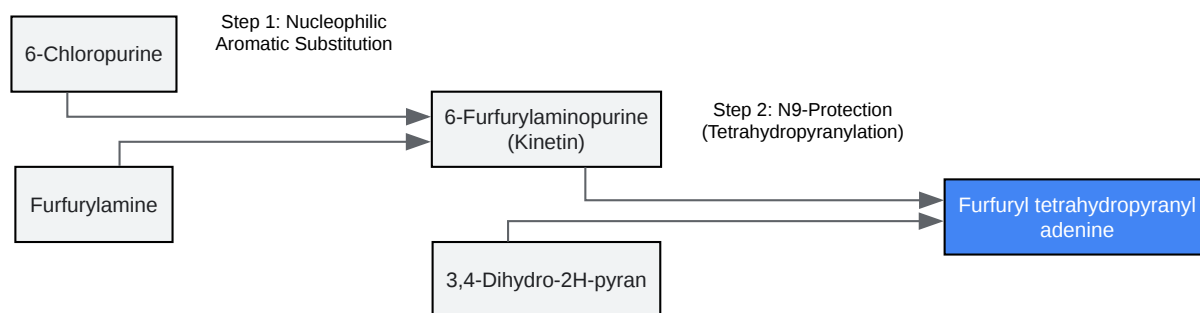 Step 1: Nucleophilic
Aromatic Substitution
6-Chloropurine
6-Furfurylaminopurine
(Kinetin)
Step 2: N9-Protection
(Tetrahydropyranylation)
Furfurylamine
Furfuryl tetrahydropyranyl
adenine
3,4-Dihydro-2H-pyran